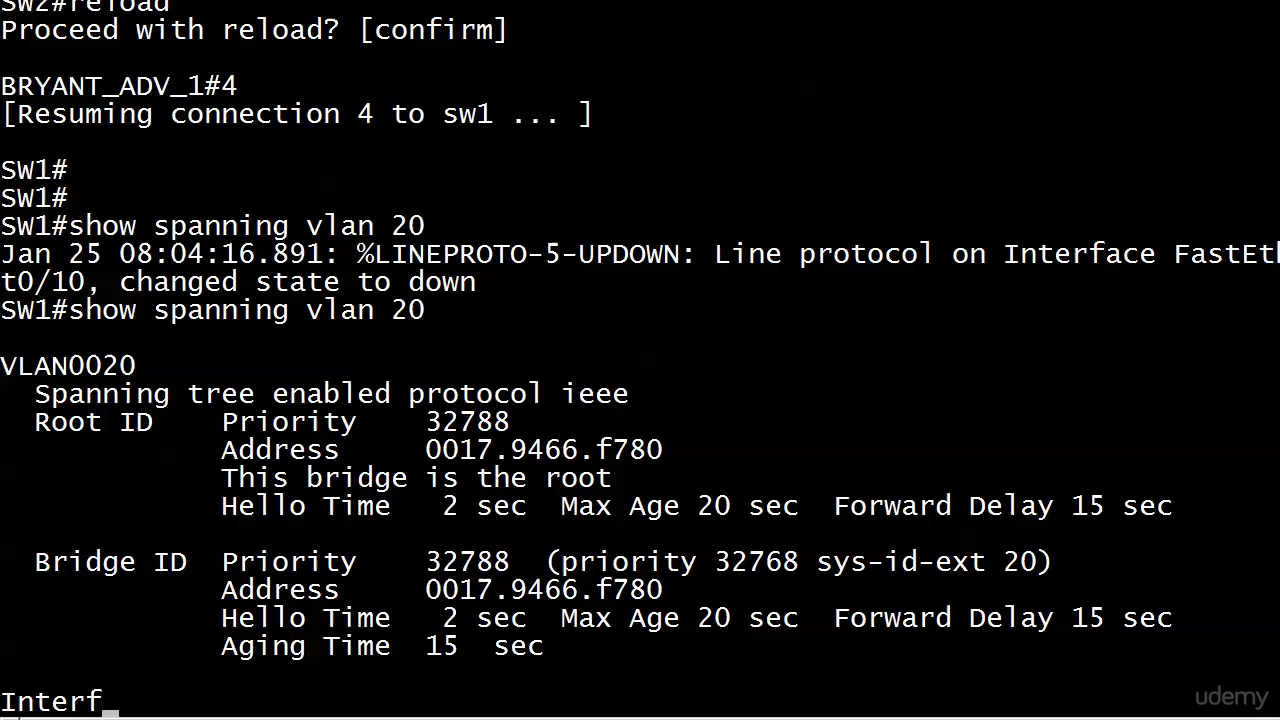 SW2#reload
Proceed with reload? [confirm]
BRYANT_ADV_1#4
[Resuming connection 4 to sw1 ... ]
SW1#
SW1#
SW1#show spanning vlan 20
Jan 25 08:04:16.891: %LINEPROTO-5-UPDOWN: Line protocol on Interface FastEth
t0/10, changed state to down
SW1#show spanning vlan 20
VLAN0020
Spanning tree enabled protocol ieee
Root ID Priority 32788
Address 0017.9466.f780
This bridge is the root
Hello Time 2 sec Max Age 20 sec Forward Delay 15 sec
Bridge ID Priority 32788 (priority 32768 sys-id-ext 20)
Address 0017.9466.f780
Hello Time 2 sec Max Age 20 sec Forward Delay 15 sec
Aging Time 15 sec
Interf
udemy